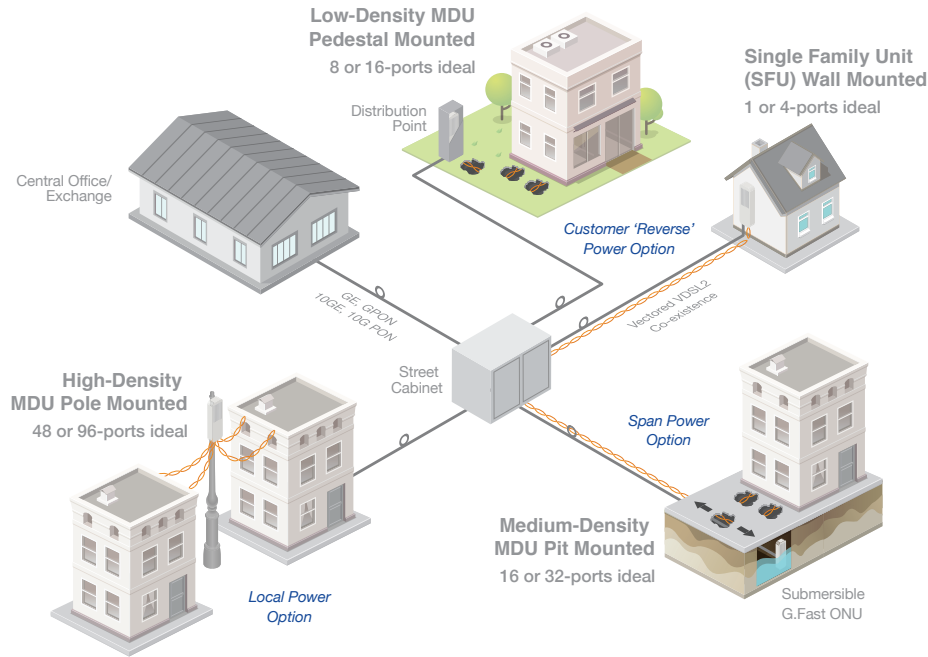 Low-Density MDU
Pedestal Mounted
8 or 16-ports ideal
Distribution
Point
Single Family Unit
(SFU) Wall Mounted
1 or 4-ports ideal
Central Office/
Exchange
Customer ‘Reverse’
Power Option
GE, GPON
10GE, 10G PON
Vectored VDSL2
Co-existence
Street
Cabinet
High-Density
MDU Pole Mounted
48 or 96-ports ideal
Span Power
Option
Medium-Density
MDU Pit Mounted
16 or 32-ports ideal
Local Power
Option
Submersible
G.Fast ONU